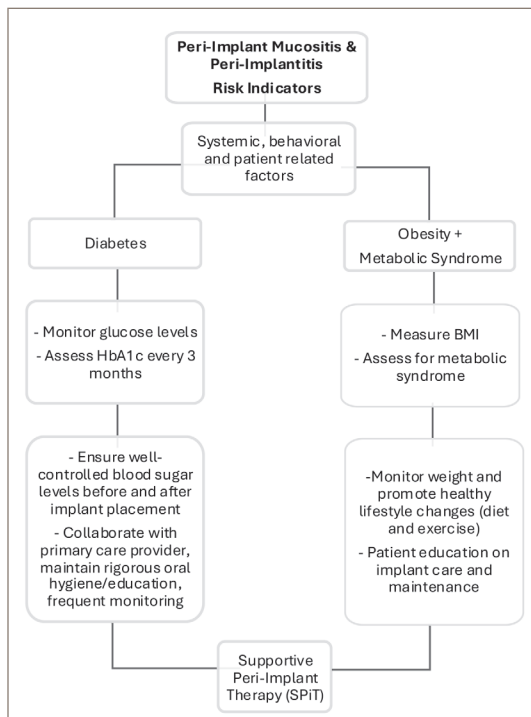 Peri-Implant Mucositis &
Peri-Implantitis
Risk Indicators
Systemic, behavioral
and patient related
factors
Diabetes
Obesity +
Metabolic Syndrome
- Monitor glucose levels
- Assess HbA1c every 3
months
- Measure BMI
- Assess for metabolic
syndrome
- Ensure well-
controlled blood sugar
levels before and after
implant placement
- Collaborate with
primary care provider,
maintain rigorous oral
hygiene/education,
frequent monitoring
-Monitor weight and
promote healthy
lifestyle changes (diet
and exercise)
- Patient education on
implant care and
maintenance
Supportive
Peri-Implant
Therapy (SPiT)